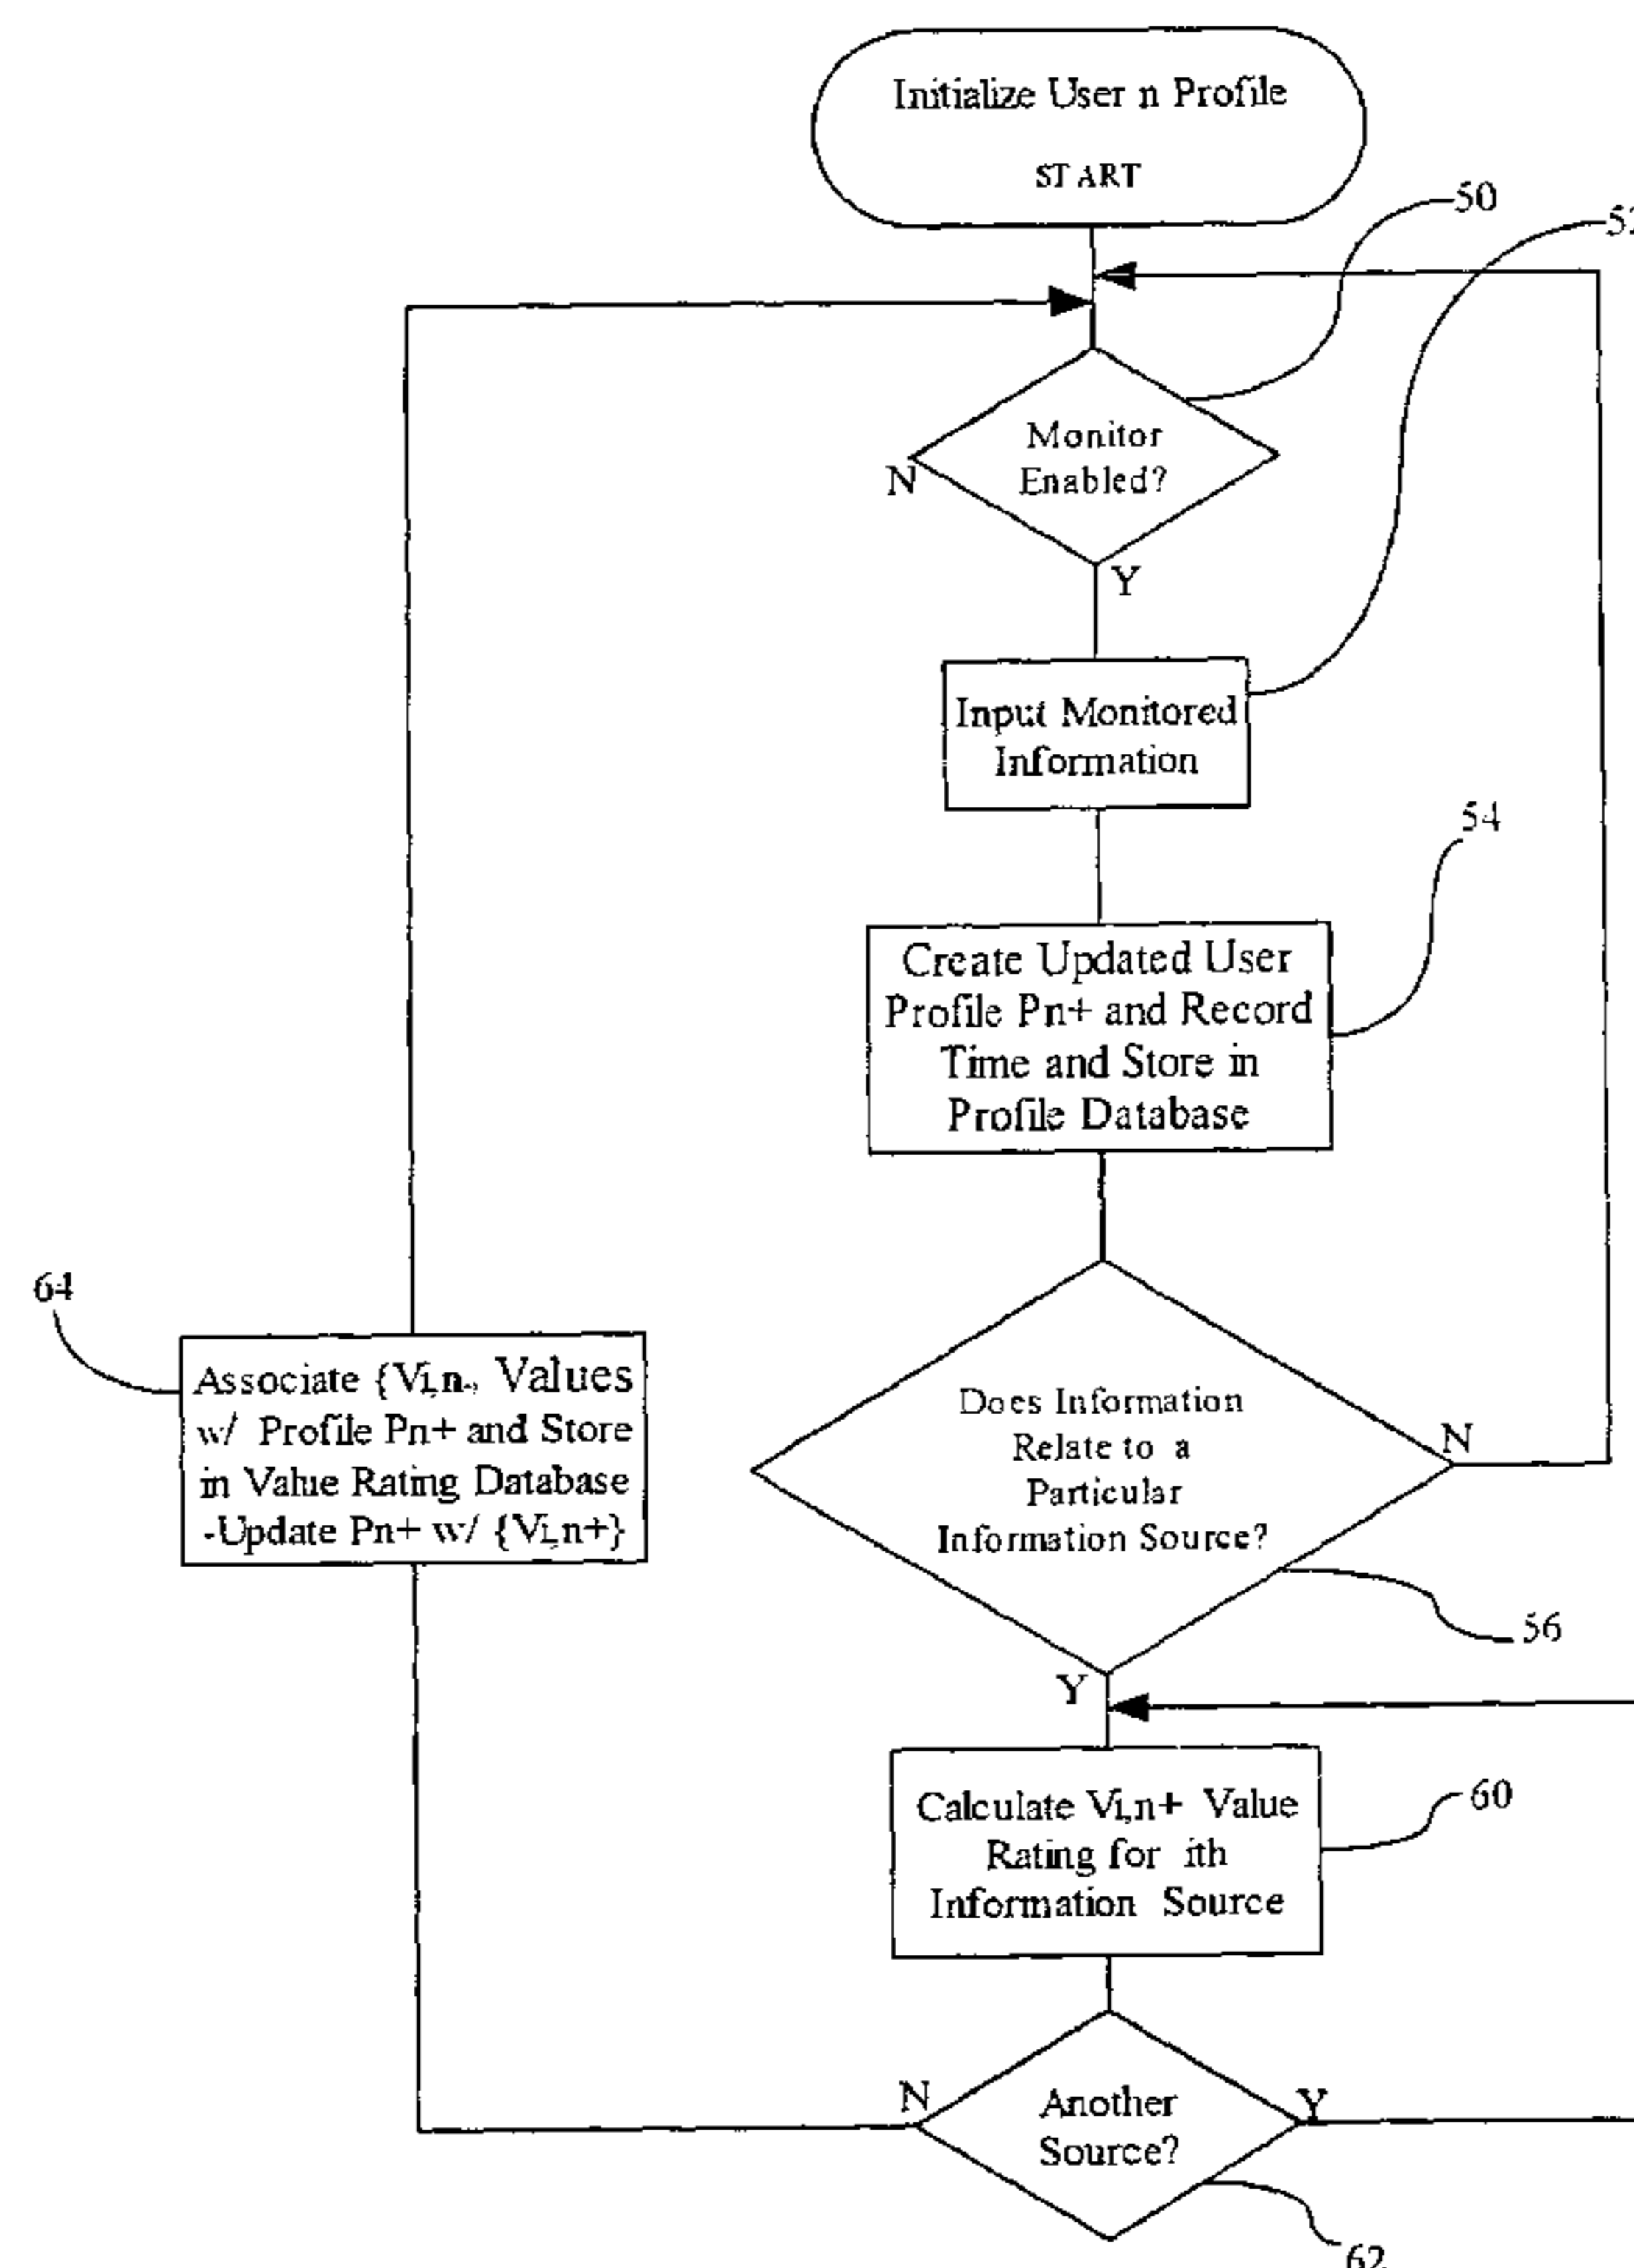 Initialize User n Profile
START
50
Monitor
Enabled?
N
Y
Input Monitored
Information
54
Create Updated User
Profile Pn+ and Record
Time and Store in
Profile Database
64
Associate {Vi,n-, Values
w/ Profile Pn+ and Store
in Value Rating Database
-Update Pn+ w/ {Vi,n+}
Does Information
Relate to a
Particular
Information Source?
N
56
Y
Calculate Vi,n+ Value
Rating for ith
Information Source
60
N
Another
Source?
Y
62